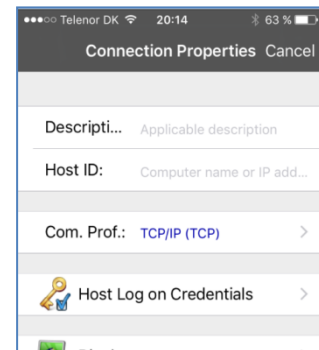 Telenor DK 20:14 63 %
Connection Properties Cancel
Descripti... Applicable description
Host ID: Computer name or IP add...
Com. Prof.: TCP/IP (TCP)
Host Log on Credentials